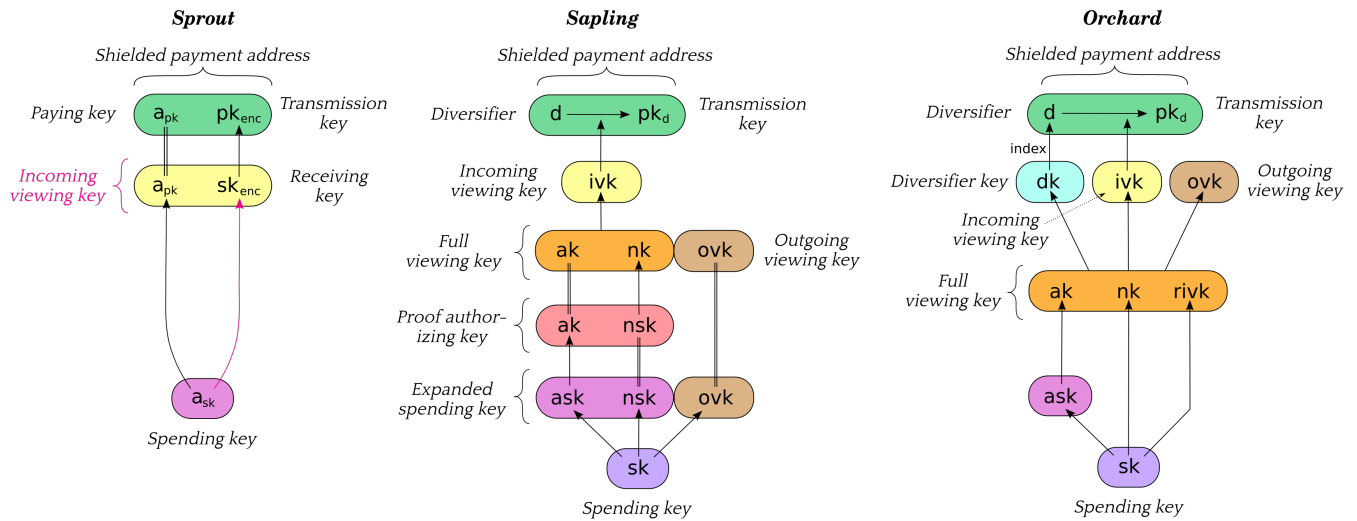 Sprout
Shielded payment address
Paying key
a_pk
pk_enc
Transmission
key
Incoming
viewing key
a_pk
sk_enc
Receiving
key
a_sk
Spending key
Sapling
Shielded payment address
Diversifier
d
pk_d
Transmission
key
Incoming
viewing key
ivk
Full
viewing key
ak
nk
ovk
Outgoing
viewing key
Proof author-
izing key
ak
nsk
Expanded
spending key
ask
nsk
ovk
sk
Spending key
Orchard
Shielded payment address
Diversifier
d
pk_d
Transmission
key
index
Diversifier key
dk
ivk
ovk
Outgoing
viewing key
Incoming
viewing key
Full
viewing key
ak
nk
rivk
ask
sk
Spending key